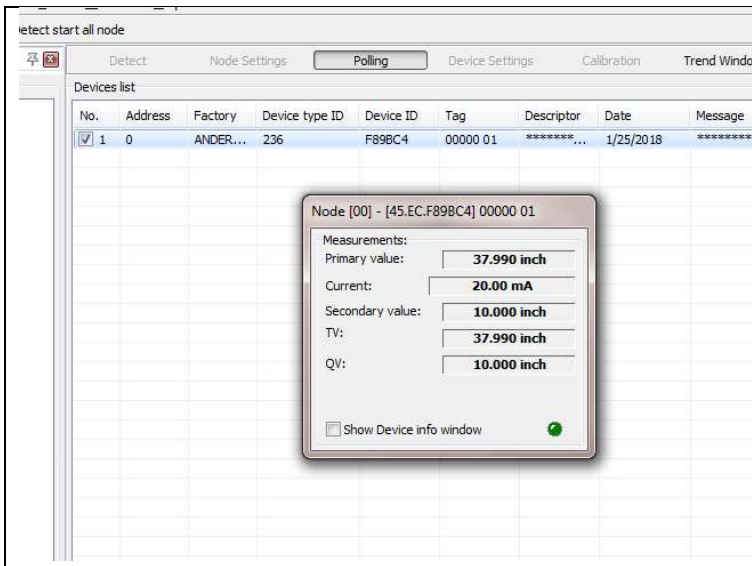 Detect start all node
Detect Node Settings Polling Device Settings Calibration Trend Windo
Devices list
No. Address Factory Device type ID Device ID Tag Descriptor Date Message
1 0 ANDER... 236 F89BC4 00000 01 *******... 1/25/2018 ********
Node [00] - [45.EC.F89BC4] 00000 01
Measurements:
Primary value: 37.990 inch
Current: 20.00 mA
Secondary value: 10.000 inch
TV: 37.990 inch
QV: 10.000 inch
Show Device info window